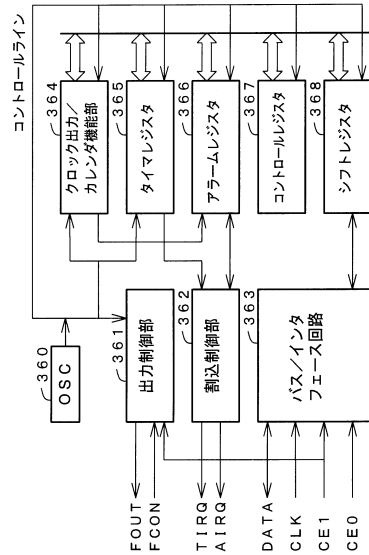 コントロールライン
360
OSC
361
出力制御部
362
割込制御部
363
バス/インタ
フェース回路
364
クロック出力/
カレンダ機能部
365
タイマレジスタ
366
アラームレジスタ
367
コントロールレジスタ
368
シフトレジスタ
FOUT
FCON
TIRQ
AIRQ
DATA
CLK
CE1
CE0